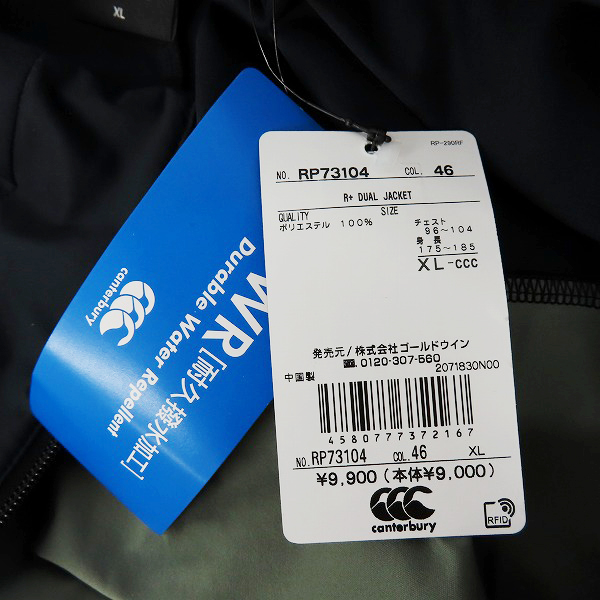 XL
WR [耐久撥水加工]
Durable Water Repellent
canterbury
RP-290RF
NO. RP73104 COL. 46
R+ DUAL JACKET
QUALITY SIZE
ポリエステル 100% チェスト
96～104
身 長
175～185
XL-CCC
発売元/株式会社ゴールドウイン
0120-307-560
中国製 2071830N00
4580777372167
NO. RP73104 COL. 46 XL
¥9,900(本体¥9,000)
canterbury
RFID